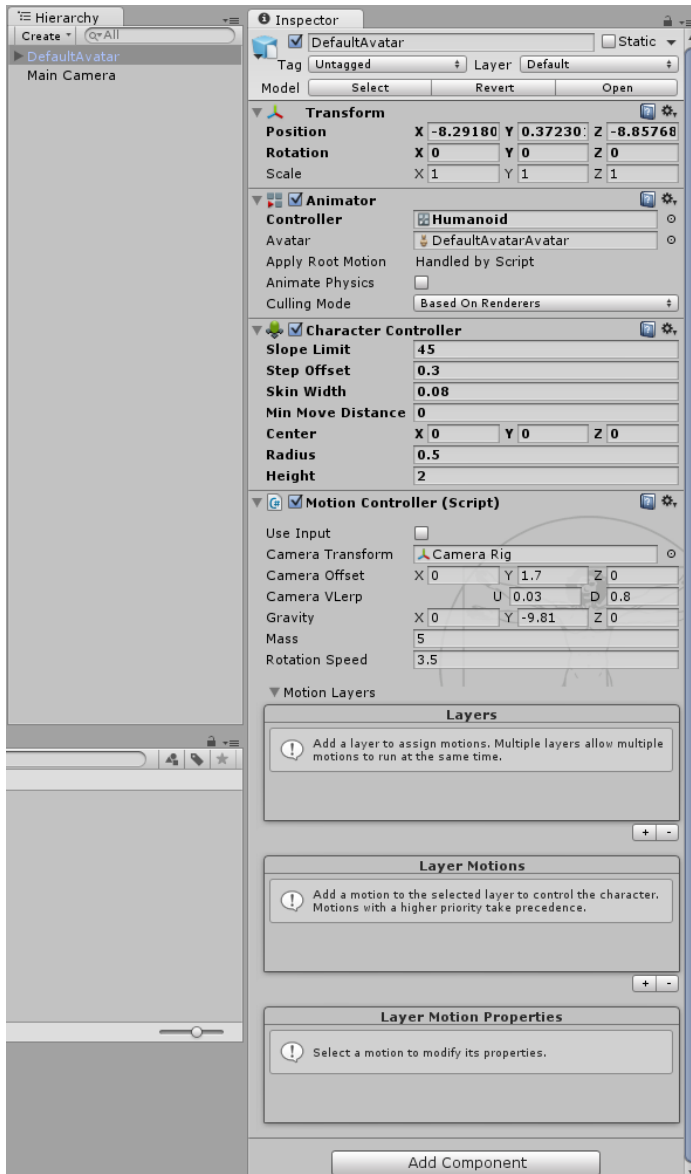 Hierarchy
Create All
DefaultAvatar
Main Camera
Inspector
DefaultAvatar Static
Tag Untagged Layer Default
Model Select Revert Open
Transform
Position X -8.29180 Y 0.37230 Z -8.85768
Rotation X 0 Y 0 Z 0
Scale X 1 Y 1 Z 1
Animator
Controller Humanoid
Avatar DefaultAvatarAvatar
Apply Root Motion Handled by Script
Animate Physics
Culling Mode Based On Renderers
Character Controller
Slope Limit 45
Step Offset 0.3
Skin Width 0.08
Min Move Distance 0
Center X 0 Y 0 Z 0
Radius 0.5
Height 2
Motion Controller (Script)
Use Input
Camera Transform Camera Rig
Camera Offset X 0 Y 1.7 Z 0
Camera VLerp U 0.03 D 0.8
Gravity X 0 Y -9.81 Z 0
Mass 5
Rotation Speed 3.5
Motion Layers
Layers
Add a layer to assign motions. Multiple layers allow multiple
motions to run at the same time.
+ -
Layer Motions
Add a motion to the selected layer to control the character.
Motions with a higher priority take precedence.
+ -
Layer Motion Properties
Select a motion to modify its properties.
Add Component